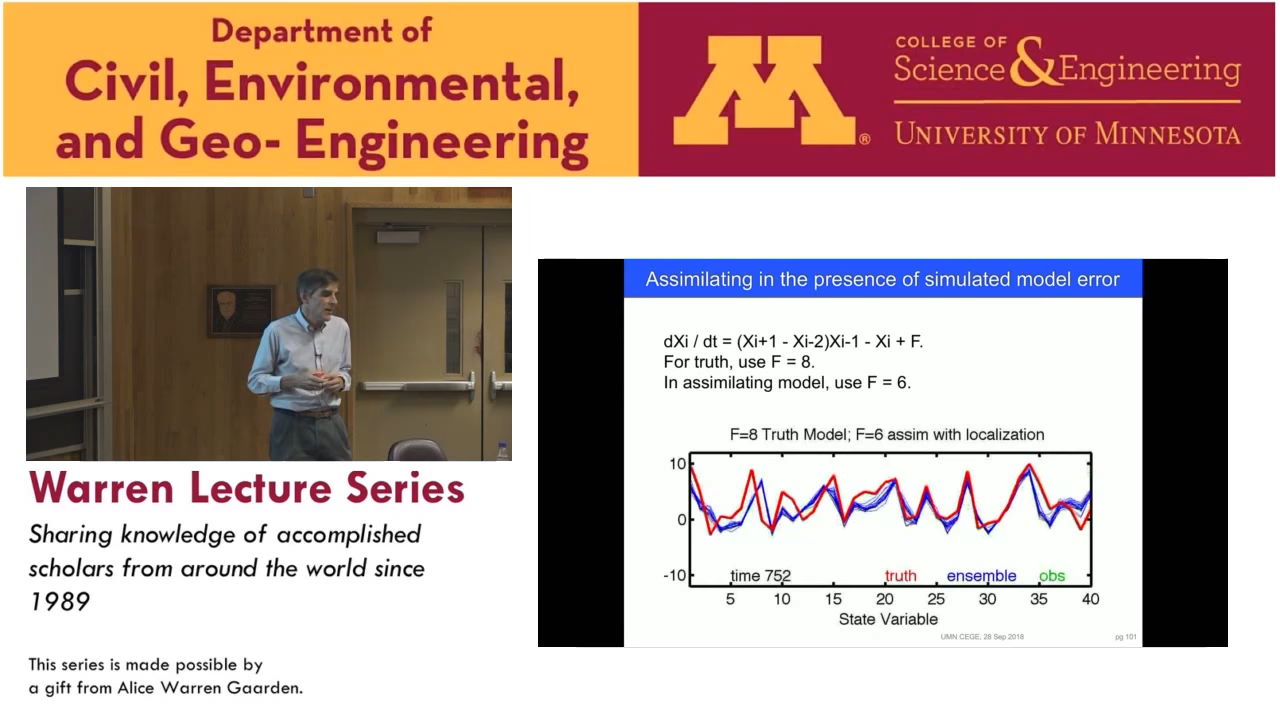 Department of
Civil, Environmental,
and Geo- Engineering
M
®
COLLEGE OF
Science & Engineering
UNIVERSITY OF MINNESOTA
Warren Lecture Series
Sharing knowledge of accomplished
scholars from around the world since
1989
This series is made possible by
a gift from Alice Warren Gaarden.
Assimilating in the presence of simulated model error
dXi / dt = (Xi+1 - Xi-2)Xi-1 - Xi + F.
For truth, use F = 8.
In assimilating model, use F = 6.
F=8 Truth Model; F=6 assim with localization
10
0
-10
time 752 truth ensemble obs
5 10 15 20 25 30 35 40
State Variable
UMN CEGE, 28 Sep 2018 pg 101